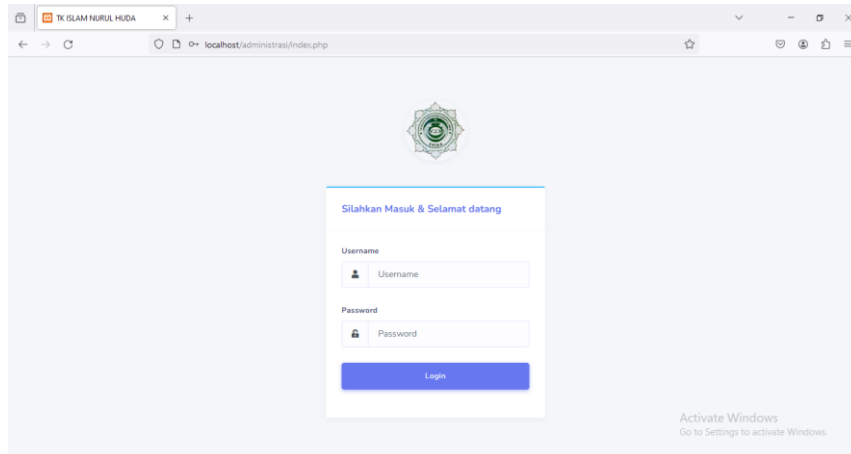 TK ISLAM NURUL HUDA
localhost/administrasi/index.php
Silahkan Masuk & Selamat datang
Username
Username
Password
Password
Login
Activate Windows
Go to Settings to activate Windows.